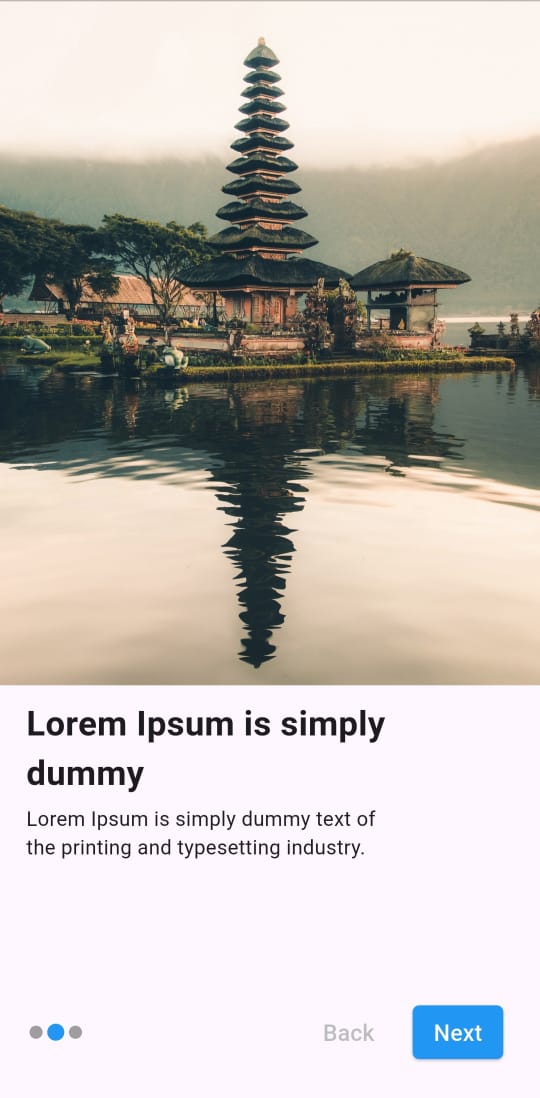 Lorem Ipsum is simply
dummy
Lorem Ipsum is simply dummy text of
the printing and typesetting industry.
Back
Next